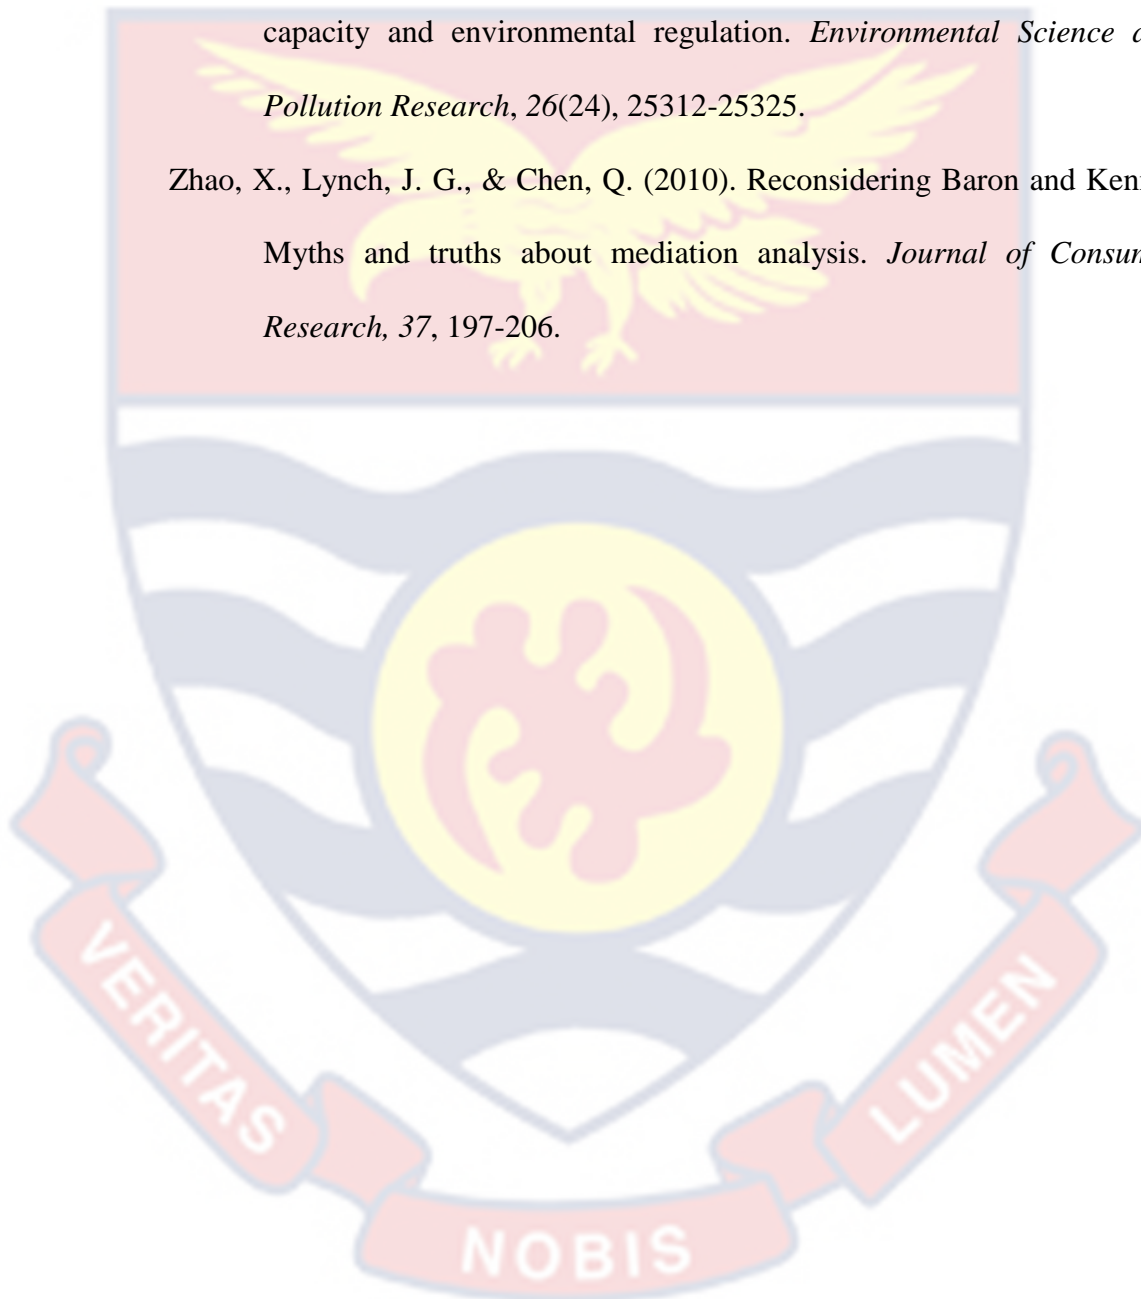 capacity and environmental regulation. Environmental Science a
Pollution Research, 26(24), 25312-25325.
Zhao, X., Lynch, J. G., & Chen, Q. (2010). Reconsidering Baron and Ken
Myths and truths about mediation analysis. Journal of Consu
Research, 37, 197-206.
VERITAS
NOBIS
LUMEN